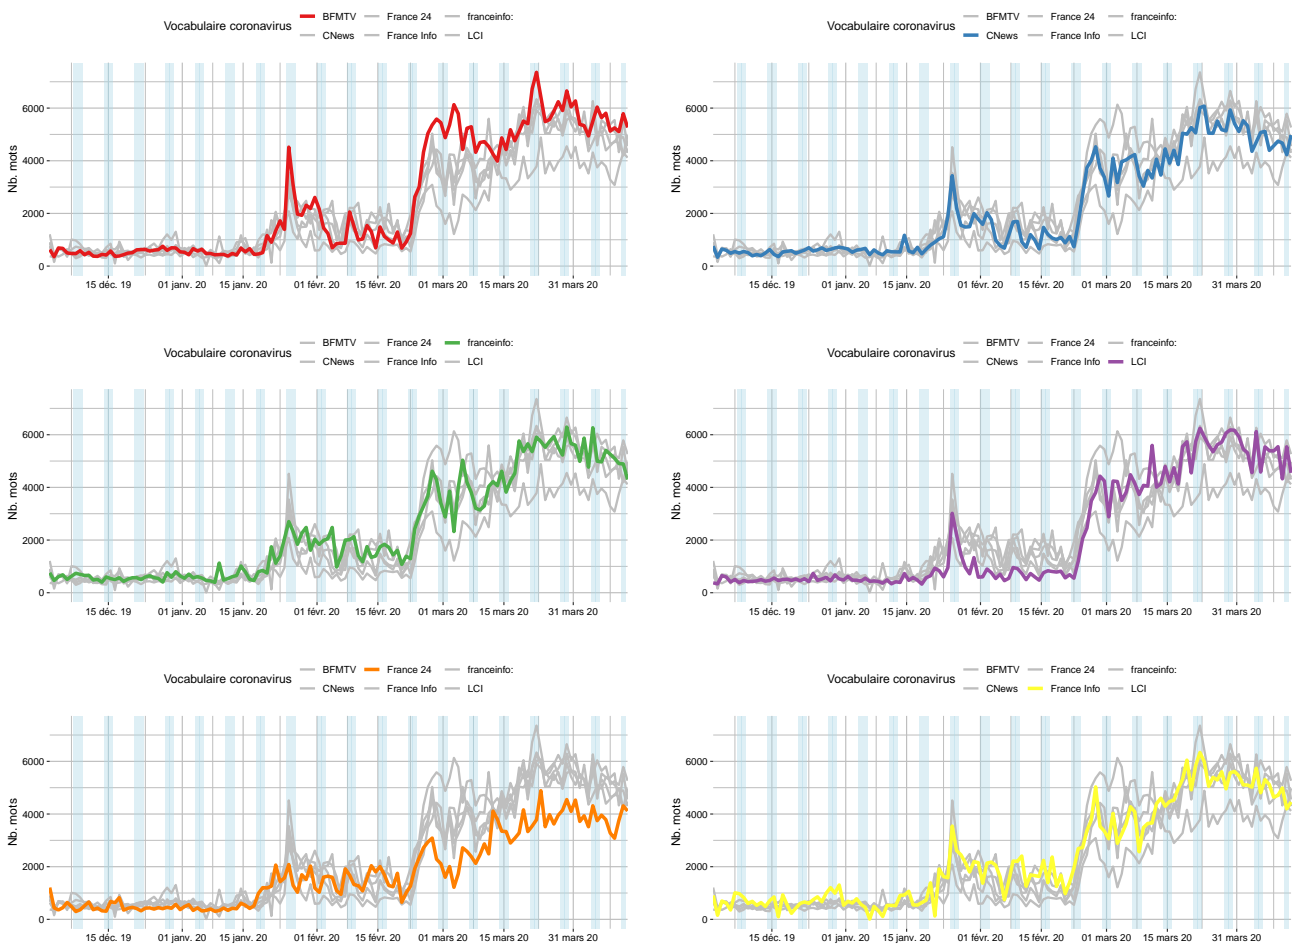 Vocabulaire coronavirus BFMTV France 24 franceinfo:
CNews France Info LCI
Nb. mots
6000
4000
2000
0
15 déc. 19 01 janv. 20 15 janv. 20 01 févr. 20 15 févr. 20 01 mars 20 15 mars 20 31 mars 20
Vocabulaire coronavirus BFMTV France 24 franceinfo:
CNews France Info LCI
Nb. mots
6000
4000
2000
0
15 déc. 19 01 janv. 20 15 janv. 20 01 févr. 20 15 févr. 20 01 mars 20 15 mars 20 31 mars 20
Vocabulaire coronavirus BFMTV France 24 franceinfo:
CNews France Info LCI
Nb. mots
6000
4000
2000
0
15 déc. 19 01 janv. 20 15 janv. 20 01 févr. 20 15 févr. 20 01 mars 20 15 mars 20 31 mars 20
Vocabulaire coronavirus BFMTV France 24 franceinfo:
CNews France Info LCI
Nb. mots
6000
4000
2000
0
15 déc. 19 01 janv. 20 15 janv. 20 01 févr. 20 15 févr. 20 01 mars 20 15 mars 20 31 mars 20
Vocabulaire coronavirus BFMTV France 24 franceinfo:
CNews France Info LCI
Nb. mots
6000
4000
2000
0
15 déc. 19 01 janv. 20 15 janv. 20 01 févr. 20 15 févr. 20 01 mars 20 15 mars 20 31 mars 20
Vocabulaire coronavirus BFMTV France 24 franceinfo:
CNews France Info LCI
Nb. mots
6000
4000
2000
0
15 déc. 19 01 janv. 20 15 janv. 20 01 févr. 20 15 févr. 20 01 mars 20 15 mars 20 31 mars 20